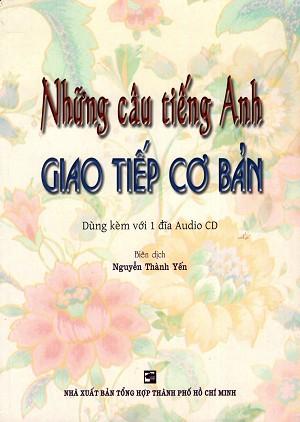 Những câu tiếng Anh
GIAO TIẾP CƠ BẢN
Dùng kèm với 1 đĩa Audio CD
Biên dịch
Nguyễn Thành Yến
NHÀ XUẤT BẢN TỔNG HỢP THÀNH PHỐ HỒ CHÍ MINH